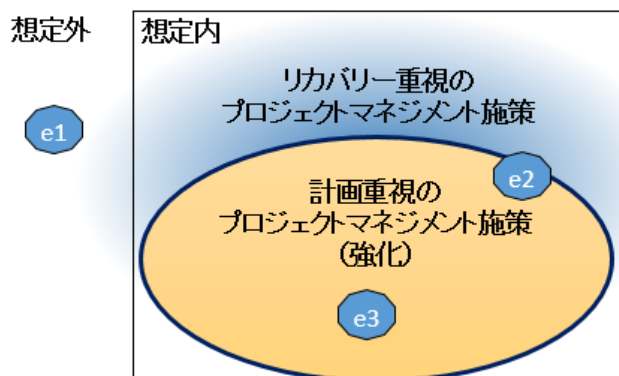 想定外
想定内
リカバリー重視の
プロジェクトマネジメント施策
e1
e2
計画重視の
プロジェクトマネジメント施策
(強化)
e3